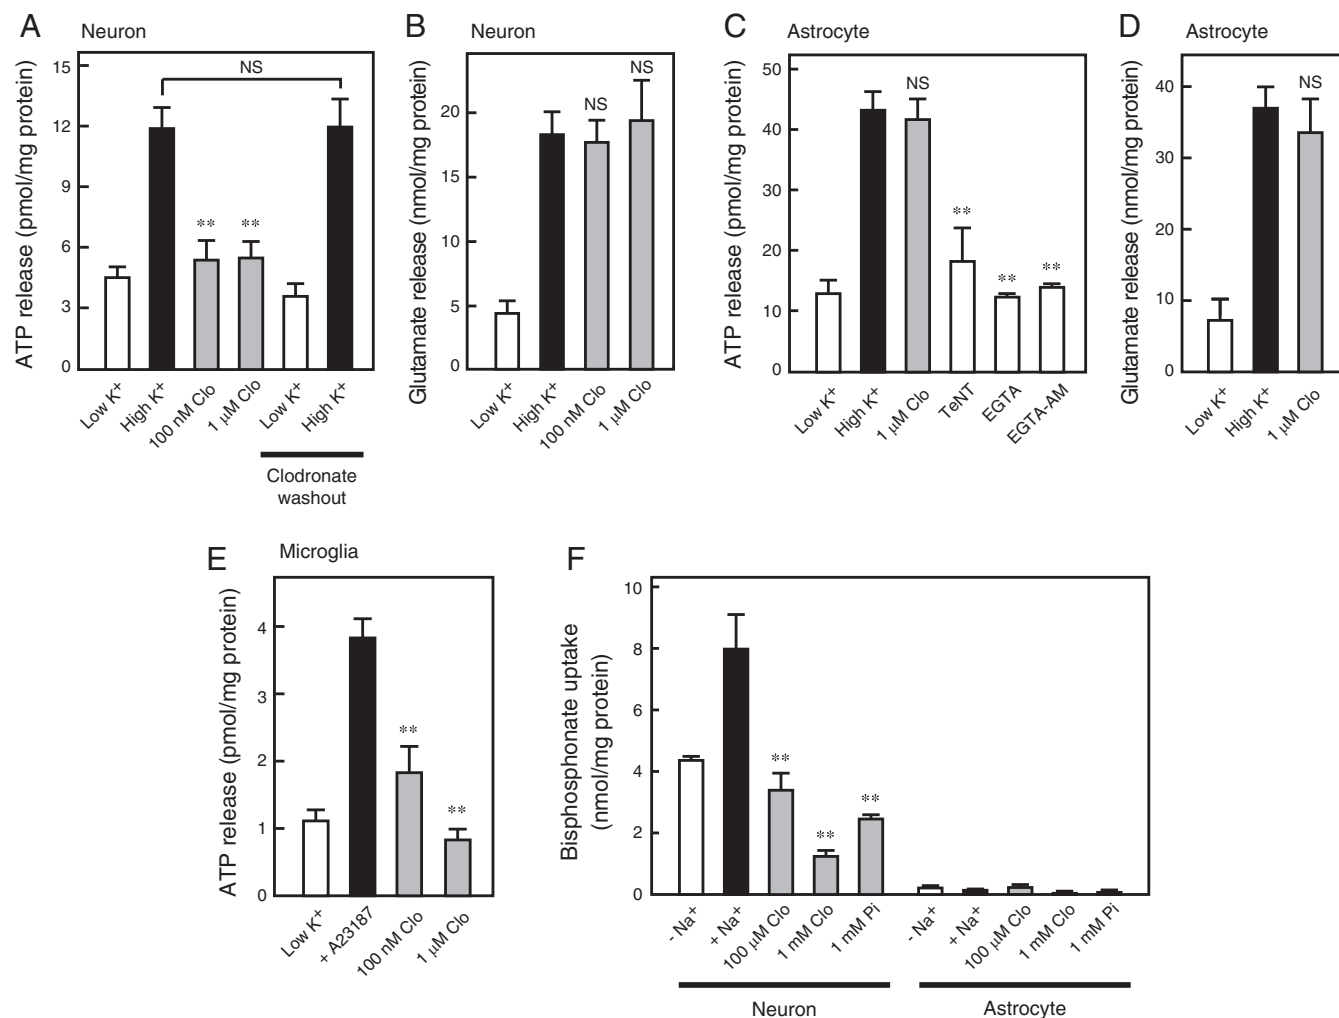 A
Neuron
ATP release (pmol/mg protein)
15
12
9
6
3
0
NS
**
**
Low K⁺
High K⁺
100 nM Clo
1 μM Clo
Low K⁺
High K⁺
Clodronate
washout
B
Neuron
Glutamate release (nmol/mg protein)
20
15
10
5
0
NS
NS
Low K⁺
High K⁺
100 nM Clo
1 μM Clo
C
Astrocyte
ATP release (pmol/mg protein)
50
40
30
20
10
0
NS
**
**
**
Low K⁺
High K⁺
1 μM Clo
TeNT
EGTA
EGTA-AM
D
Astrocyte
Glutamate release (nmol/mg protein)
40
30
20
10
0
NS
Low K⁺
High K⁺
1 μM Clo
E
Microglia
ATP release (pmol/mg protein)
4
3
2
1
0
**
**
Low K⁺
+ A23187
100 nM Clo
1 μM Clo
F
Bisphosphonate uptake
(nmol/mg protein)
10
8
6
4
2
0
**
**
**
- Na⁺
+ Na⁺
100 μM Clo
1 mM Clo
1 mM Pi
- Na⁺
+ Na⁺
100 μM Clo
1 mM Clo
1 mM Pi
Neuron
Astrocyte